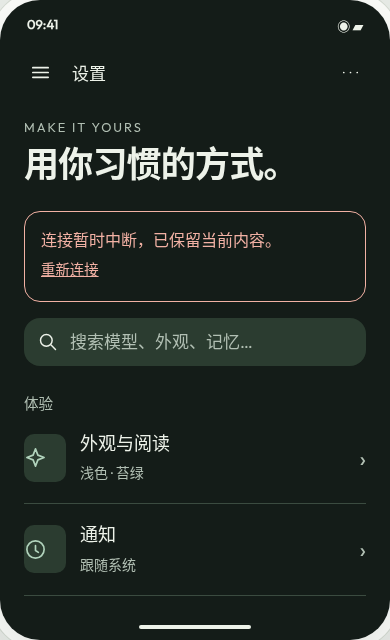 09:41
设置
···
MAKE IT YOURS
用你习惯的方式。
连接暂时中断，已保留当前内容。
重新连接
搜索模型、外观、记忆...
体验
外观与阅读
浅色 · 苔绿
通知
跟随系统